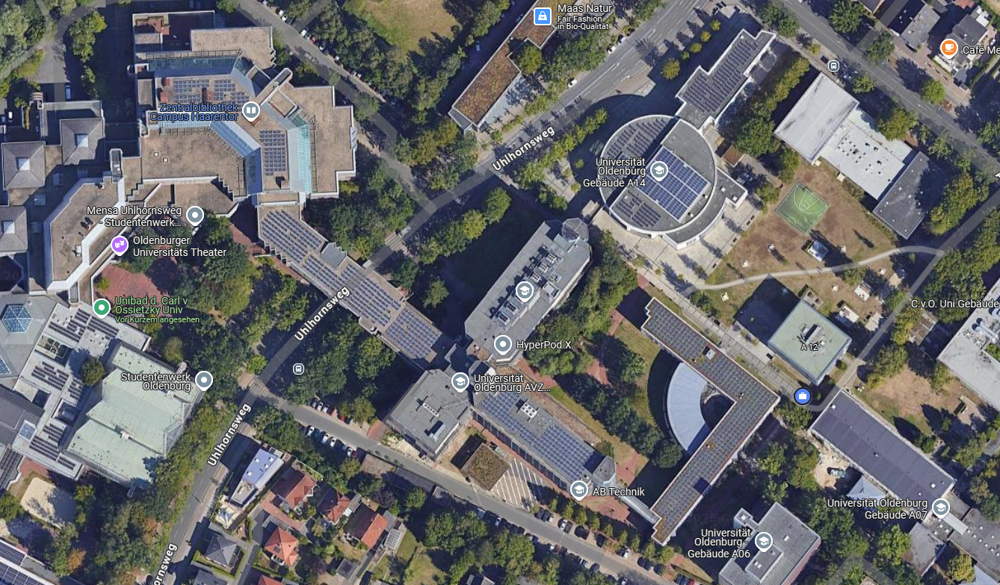 Maas Natur
Fair Fashion
in Bio-Qualität
Café Me
Zentralbibliothek
Campus Haarentor
Uhlhornsweg
Universität
Oldenburg
Gebäude A14
Mensa Uhlhornsweg
- Studentenwerk...
Oldenburger
Universitäts Theater
Unibad d. Carl v.
Ossietzky Univ
Vor Kurzem angesehen
Uhlhornsweg
C.v.O. Uni Gebäude
HyperPod X
A 12
Studentenwerk
Oldenburg
Universität
Oldenburg AVZ...
Uhlhornsweg
AB Technik
Universität Oldenburg
Gebäude A07
Universität
Oldenburg -
Gebäude A06
ornsweg